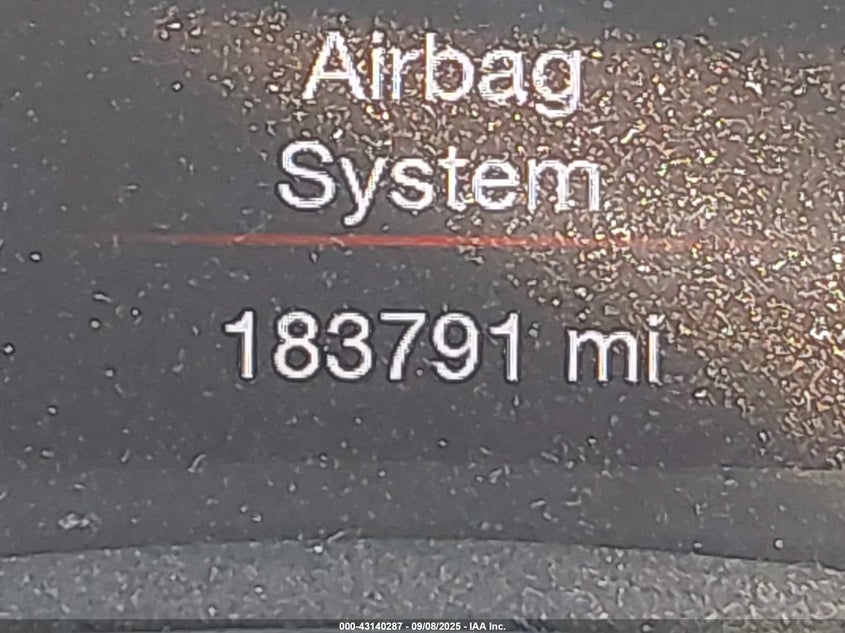 Airbag
System
183791 mi
000-43140287 - 09/08/2025 - IAA Inc.